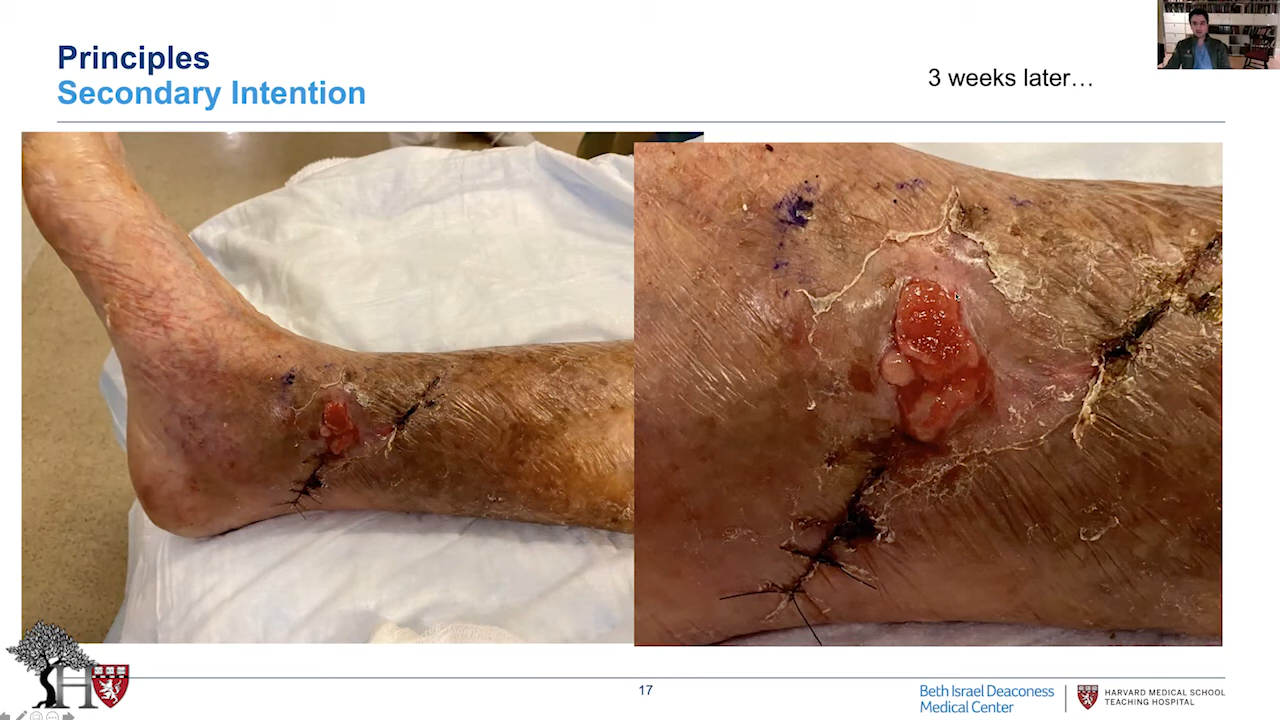 Principles
Secondary Intention
3 weeks later…
17
H
Beth Israel Deaconess
Medical Center
HARVARD MEDICAL SCHOOL
TEACHING HOSPITAL